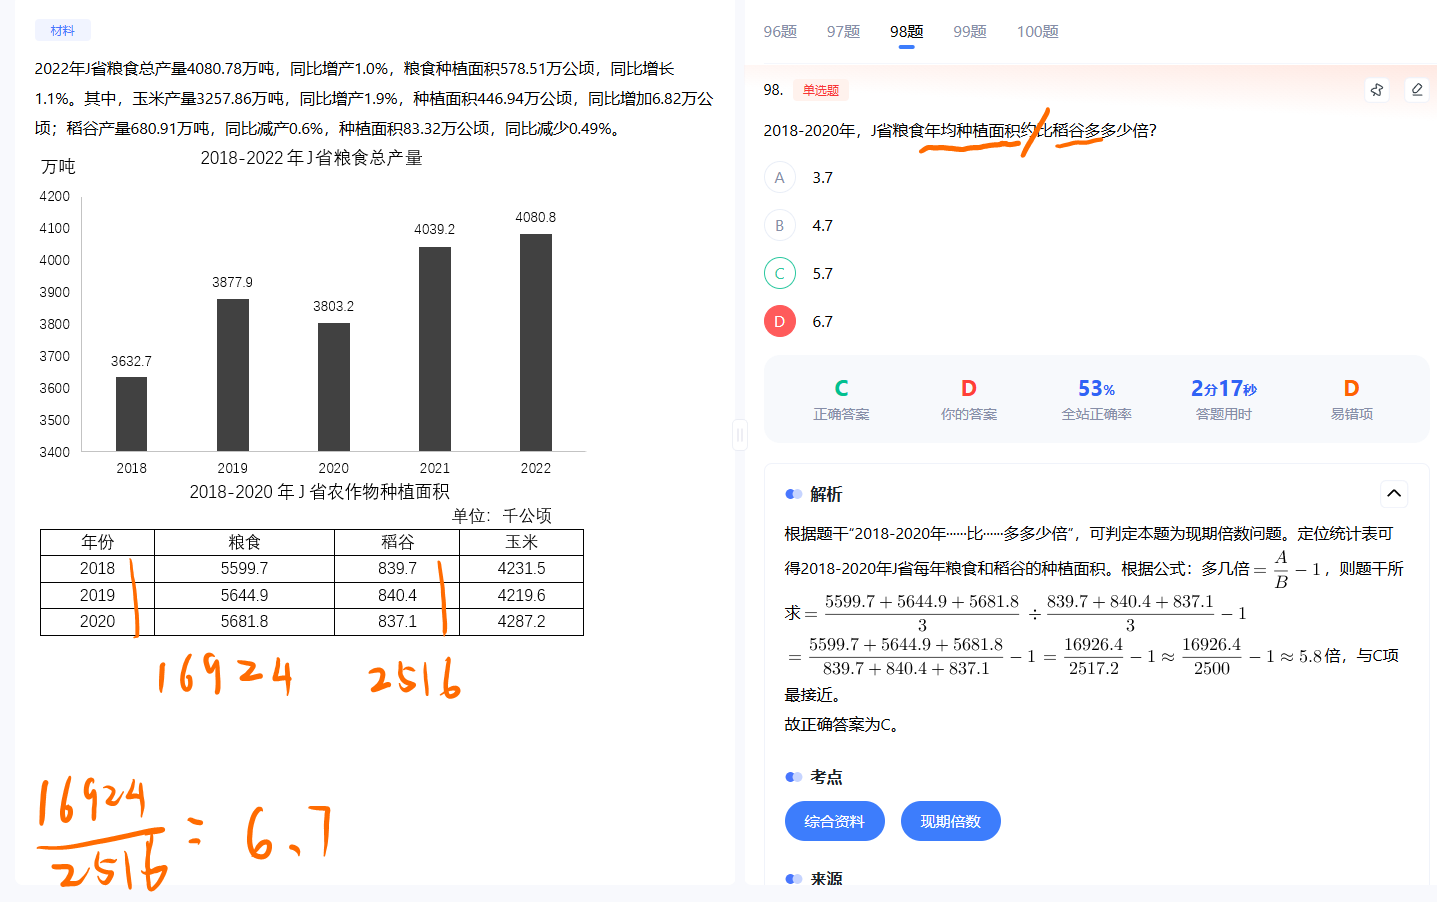 材料
2022年J省粮食总产量4080.78万吨，同比增产1.0%，粮食种植面积578.51万公顷，同比增长
1.1%。其中，玉米产量3257.86万吨，同比增产1.9%，种植面积446.94万公顷，同比增加6.82万公
顷；稻谷产量680.91万吨，同比减产0.6%，种植面积83.32万公顷，同比减少0.49%。
2018-2022 年 J 省粮食总产量
万吨
4200
4100
4000
3900
3800
3700
3600
3500
3400
3632.7
3877.9
3803.2
4039.2
4080.8
2018 2019 2020 2021 2022
2018-2020 年 J 省农作物种植面积
单位：千公顷
年份 粮食 稻谷 玉米
2018 5599.7 839.7 4231.5
2019 5644.9 840.4 4219.6
2020 5681.8 837.1 4287.2
16924 2516
16924
2516
= 6.7
96题 97题 98题 99题 100题
98. 单选题
2018-2020年，J省粮食年均种植面积约比稻谷多多少倍？
A 3.7
B 4.7
C 5.7
D 6.7
C D 53% 2分17秒 D
正确答案 你的答案 全站正确率 答题用时 易错项
解析
根据题干“2018-2020年……比……多多少倍”，可判定本题为现期倍数问题。定位统计表可
得2018-2020年J省每年粮食和稻谷的种植面积。根据公式：多几倍 = A/B − 1，则题干所
求 = (5599.7 + 5644.9 + 5681.8)/3 ÷ (839.7 + 840.4 + 837.1)/3 − 1
= (5599.7 + 5644.9 + 5681.8)/(839.7 + 840.4 + 837.1) − 1 = 16926.4/2517.2 − 1 ≈ 16926.4/2500 − 1 ≈ 5.8倍，与C项
最接近。
故正确答案为C。
考点
综合资料 现期倍数
来源